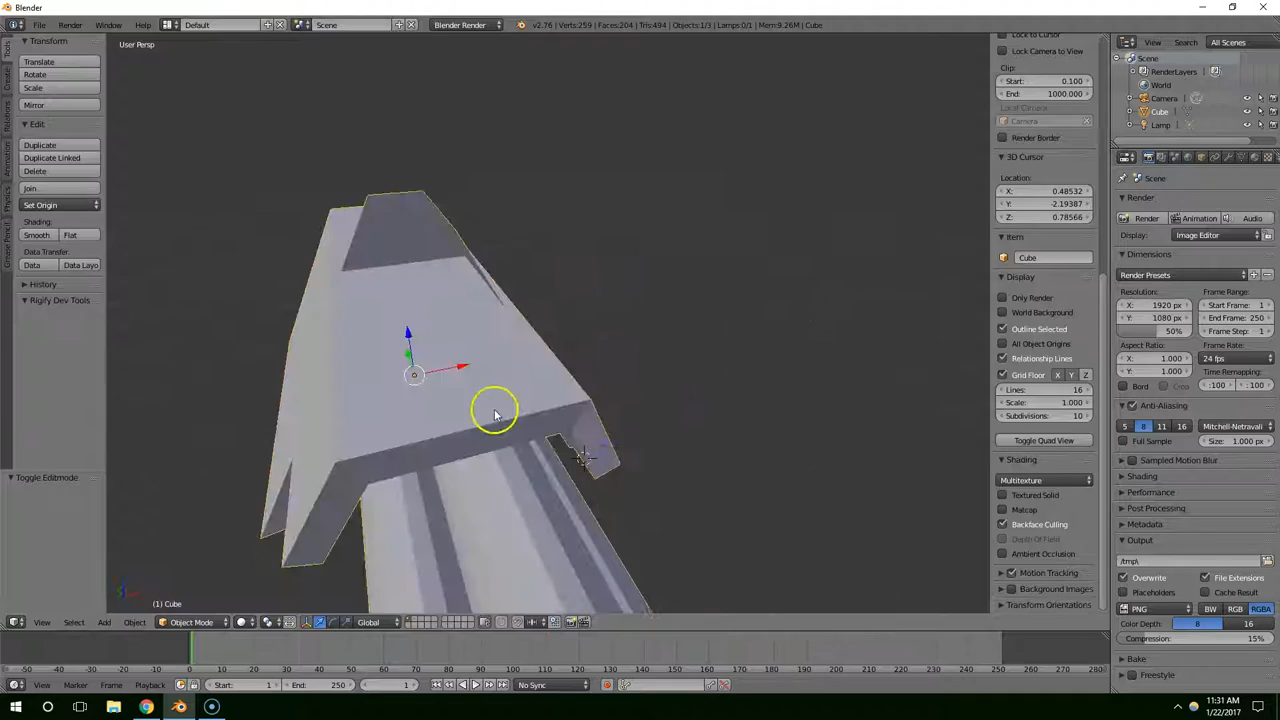 Blender
File Render Window Help Default Scene Blender Render v2.76 | Verts:259 | Faces:204 | Tris:494 | Objects:1/3 | Lamps:0/1 | Mem:9.26M | Cube View Search All Scenes
Tools
Create
Relations
Animation
Physics
Grease Pencil
Transform
Translate
Rotate
Scale
Mirror
Edit
Duplicate
Duplicate Linked
Delete
Join
Set Origin
Shading:
Smooth Flat
Data Transfer:
Data Data Layo
History
Rigify Dev Tools
Toggle Editmode
User Persp
(1) Cube
Lock to Cursor
Lock Camera to View
Clip:
Start: 0.100
End: 1000.000
Local Camera:
Camera
Render Border
3D Cursor
Location:
X: 0.48532
Y: -2.19387
Z: 0.78566
Item
Cube
Display
Only Render
World Background
Outline Selected
All Object Origins
Relationship Lines
Grid Floor X Y Z
Lines: 16
Scale: 1.000
Subdivisions: 10
Toggle Quad View
Shading
Multitexture
Textured Solid
Matcap
Backface Culling
Depth Of Field
Ambient Occlusion
Motion Tracking
Background Images
Transform Orientations
Scene
RenderLayers
World
Camera
Cube
Lamp
Scene
Render
Render Animation Audio
Display: Image Editor
Dimensions
Render Presets
Resolution: Frame Range:
X: 1920 px Start Frame: 1
Y: 1080 px End Frame: 250
50% Frame Step: 1
Aspect Ratio: Frame Rate:
X: 1.000 24 fps
Y: 1.000 Time Remapping:
Bord Crop :100 :100
Anti-Aliasing
5 8 11 16 Mitchell-Netravali
Full Sample Size: 1.000 px
Sampled Motion Blur
Shading
Metadata
Performance
Post Processing
Stamp
Output
/tmp\
Overwrite File Extensions
Placeholders Cache Result
PNG BW RGB RGBA
Color Depth: 8 16
Compression: 15%
Bake
Freestyle
View Select Add Object Object Mode Global
-50 -40 -30 -20 -10 0 10 20 30 40 50 60 70 80 90 100 110 120 130 140 150 160 170 180 190 200 210 220 230 240 250 260 270 280
View Marker Frame Playback Start: 1 End: 250 1 No Sync
11:31 AM
1/22/2017